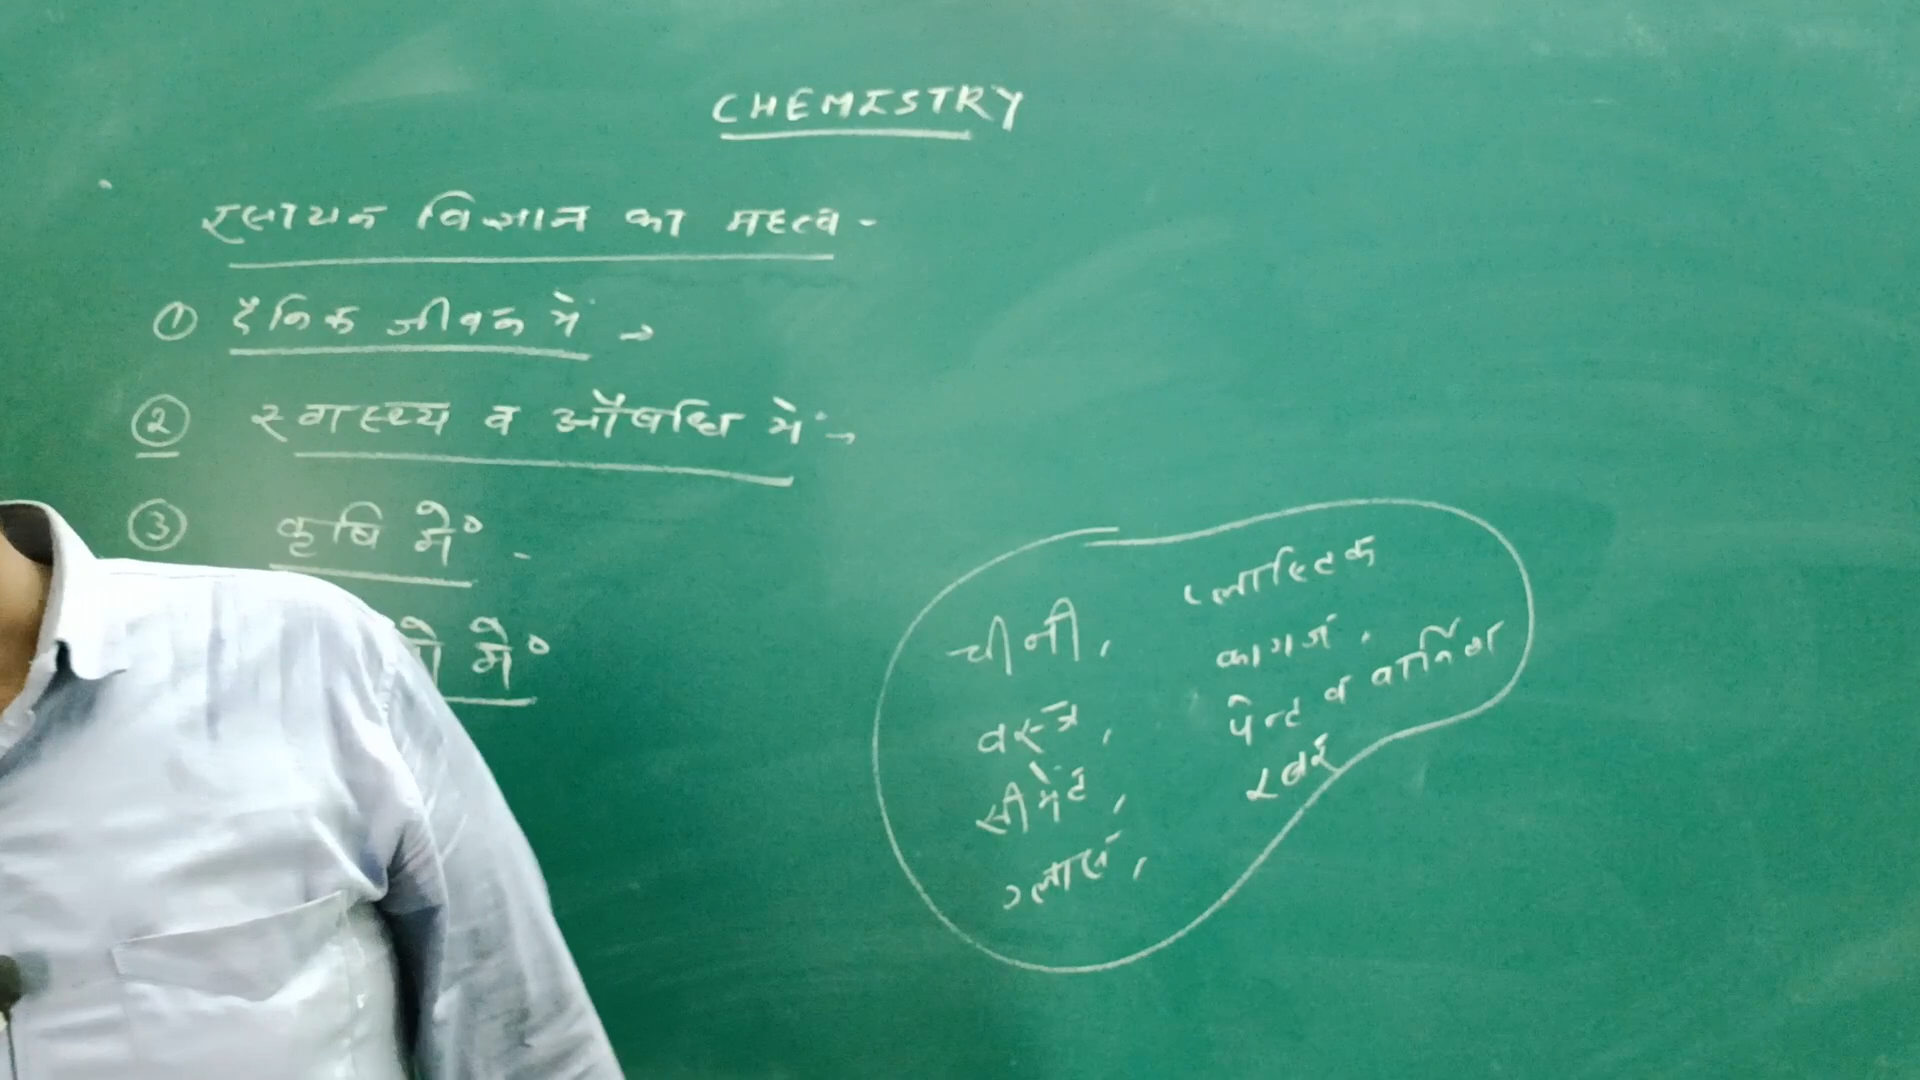 CHEMISTRY
रसायन विज्ञान का महत्व -
① दैनिक जीवन में →
② स्वास्थ्य व औषधि में →
③ कृषि में -
में
चीनी,
वस्त्र,
सीमेंट,
ग्लास,
प्लास्टिक
कागज,
पेन्ट व वार्निश
रबर